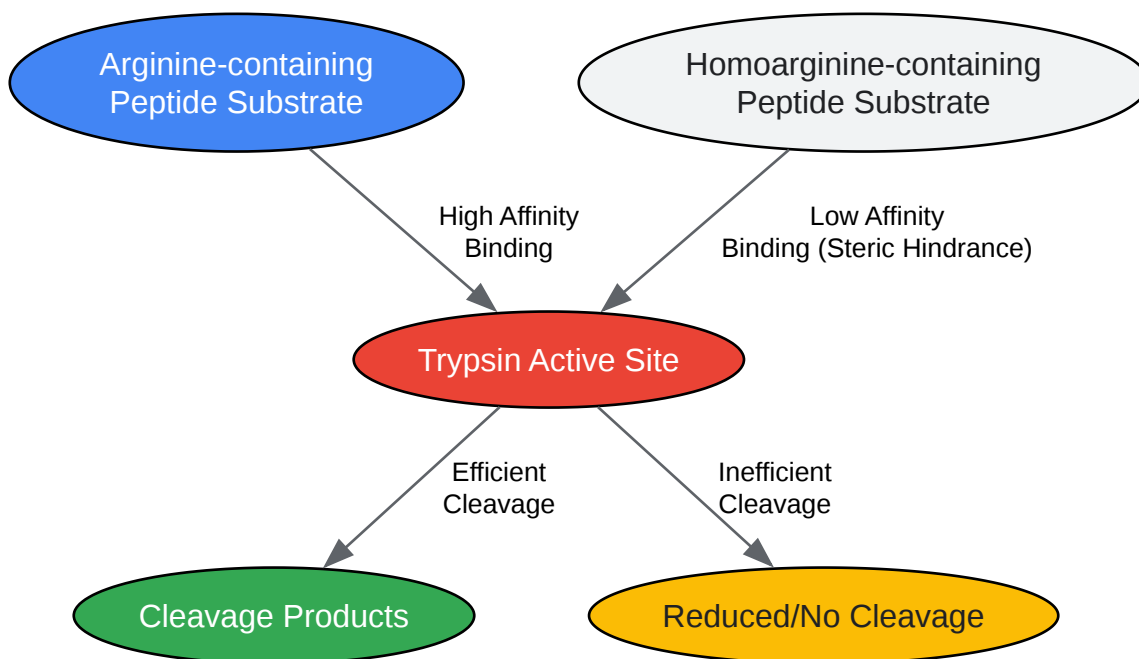 Arginine-containing
Peptide Substrate
Homoarginine-containing
Peptide Substrate
High Affinity
Binding
Low Affinity
Binding (Steric Hindrance)
Trypsin Active Site
Efficient
Cleavage
Inefficient
Cleavage
Cleavage Products
Reduced/No Cleavage